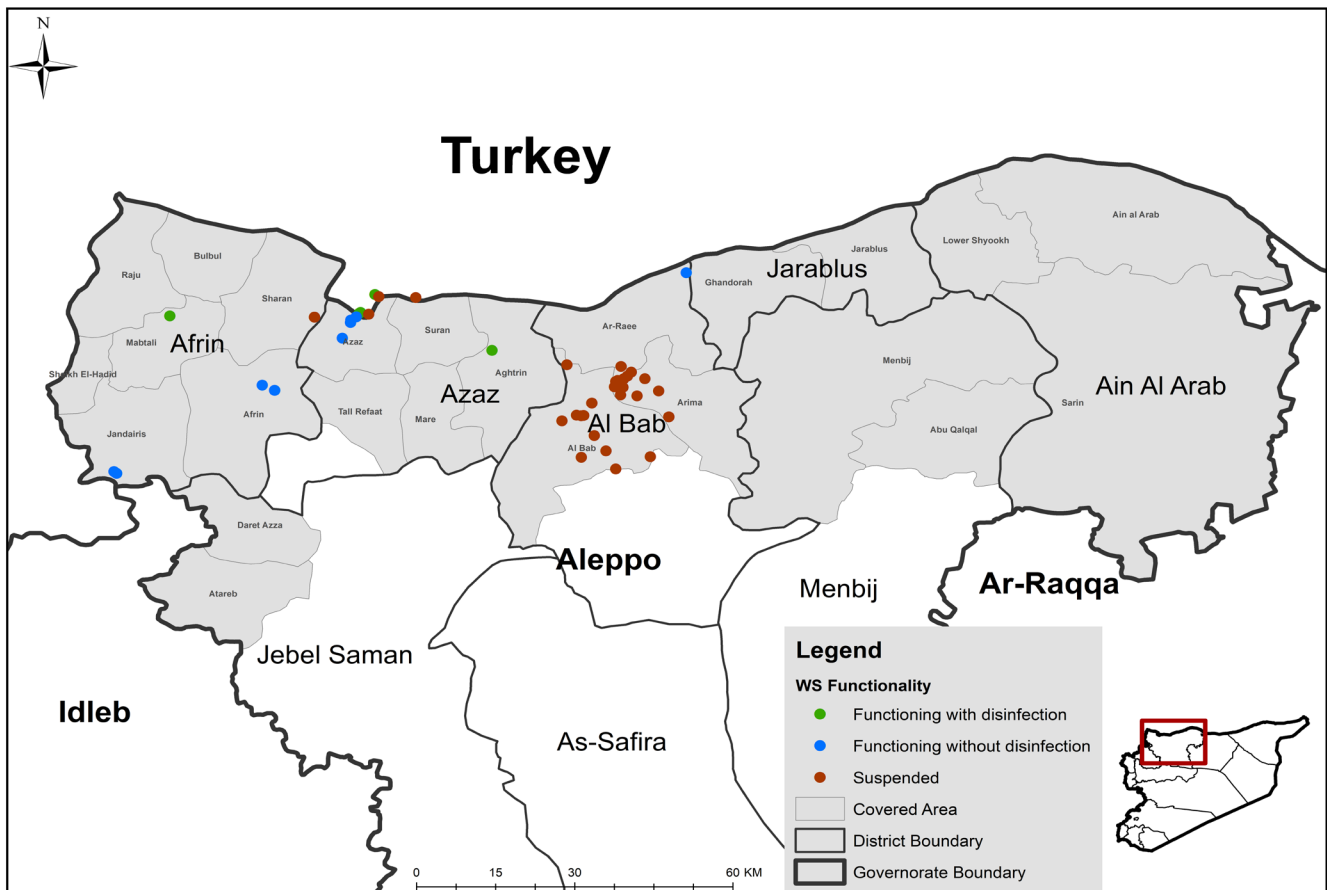 N
Turkey
Ain al Arab
Lower Shyookh
Jarablus
Bulbul
Jarablus
Raju
Ghandorah
Sharan
Ar-Raee
Suran
Azaz
Afrin
Mabtali
Menbij
Aghtrin
Sheikh El-Hadid
Ain Al Arab
Azaz
Arima
Sarin
Afrin
Tall Refaat
Mare
Al Bab
Abu Qalqal
Jandairis
Al Bab
Daret Azza
Aleppo
Menbij
Ar-Raqqa
Atareb
Jebel Saman
Idleb
As-Safira
Legend
WS Functionality
Functioning with disinfection
Functioning without disinfection
Suspended
Covered Area
District Boundary
Governorate Boundary
0 30 60 KM